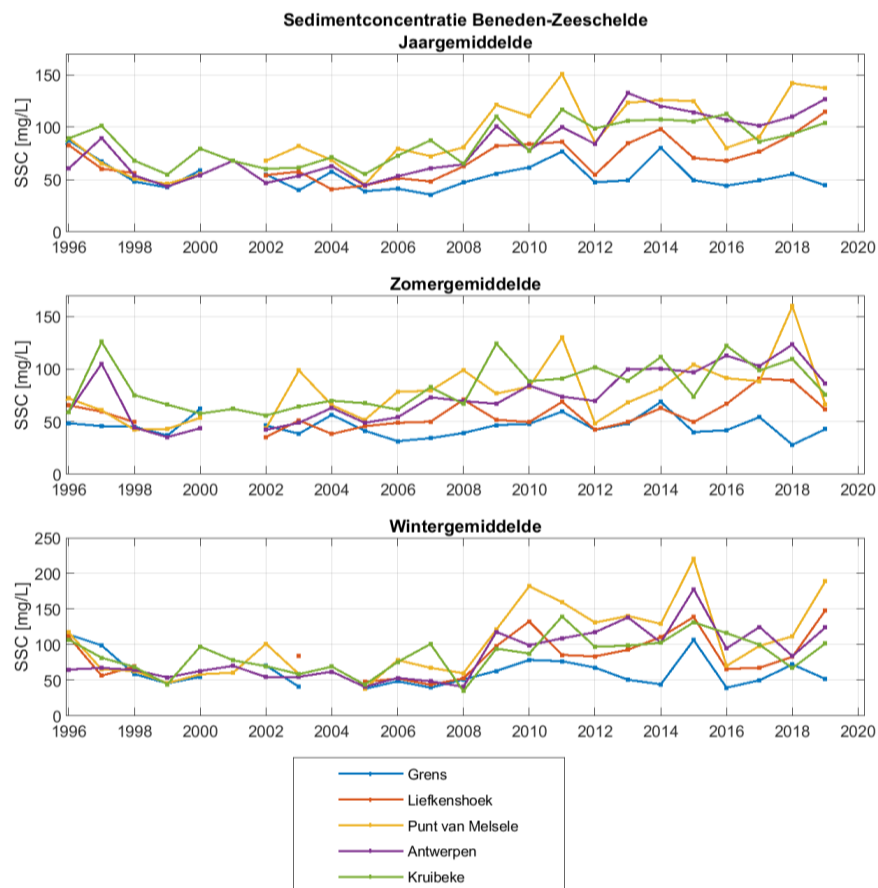 Sedimentconcentratie Beneden-Zeeschelde
Jaargemiddelde
SSC [mg/L]
150
100
50
0
1996 1998 2000 2002 2004 2006 2008 2010 2012 2014 2016 2018 2020
Zomergemiddelde
SSC [mg/L]
150
100
50
0
1996 1998 2000 2002 2004 2006 2008 2010 2012 2014 2016 2018 2020
Wintergemiddelde
SSC [mg/L]
250
200
150
100
50
0
1996 1998 2000 2002 2004 2006 2008 2010 2012 2014 2016 2018 2020
Grens
Liefkenshoek
Punt van Melsele
Antwerpen
Kruibeke